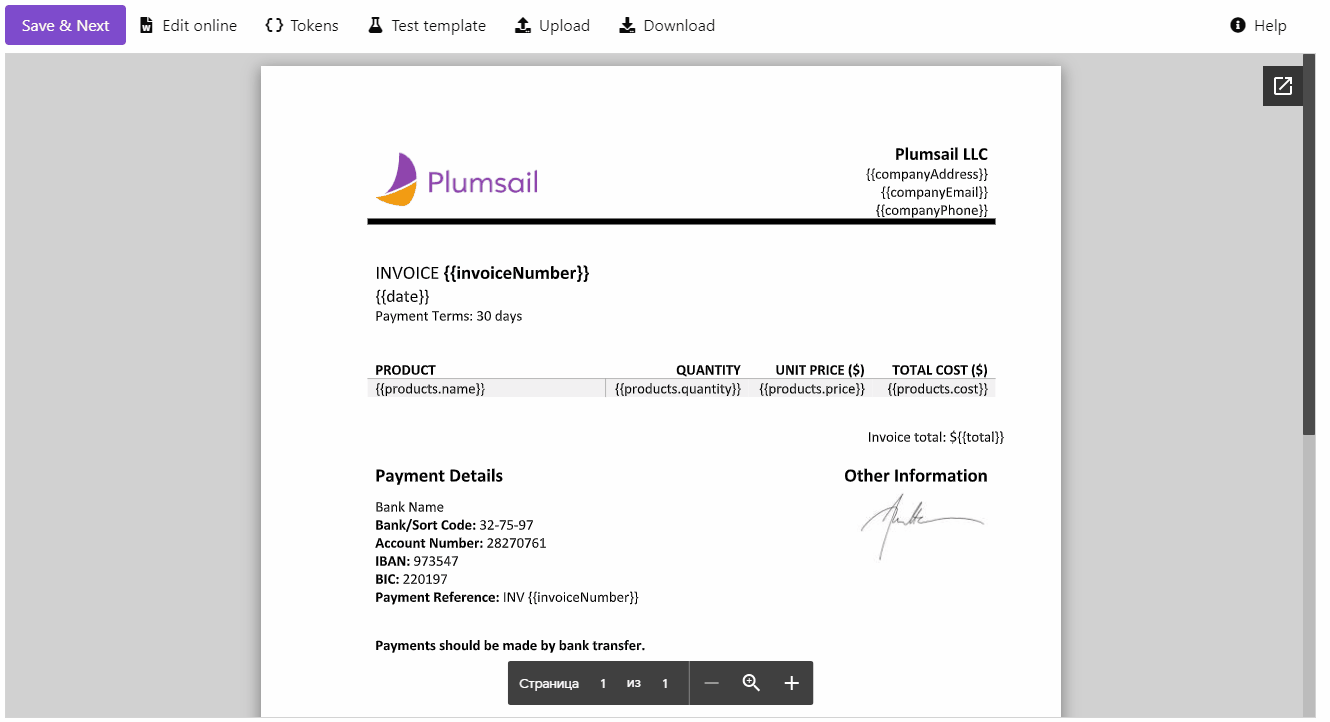 Save & Next Edit online Tokens Test template Upload Download Help
Plumsail
Plumsail LLC
{{companyAddress}}
{{companyEmail}}
{{companyPhone}}
INVOICE {{invoiceNumber}}
{{date}}
Payment Terms: 30 days
PRODUCT QUANTITY UNIT PRICE ($) TOTAL COST ($)
{{products.name}} {{products.quantity}} {{products.price}} {{products.cost}}
Invoice total: ${{total}}
Payment Details Other Information
Bank Name
Bank/Sort Code: 32-75-97
Account Number: 28270761
IBAN: 973547
BIC: 220197
Payment Reference: INV {{invoiceNumber}}
Payments should be made by bank transfer.
Страница 1 из 1